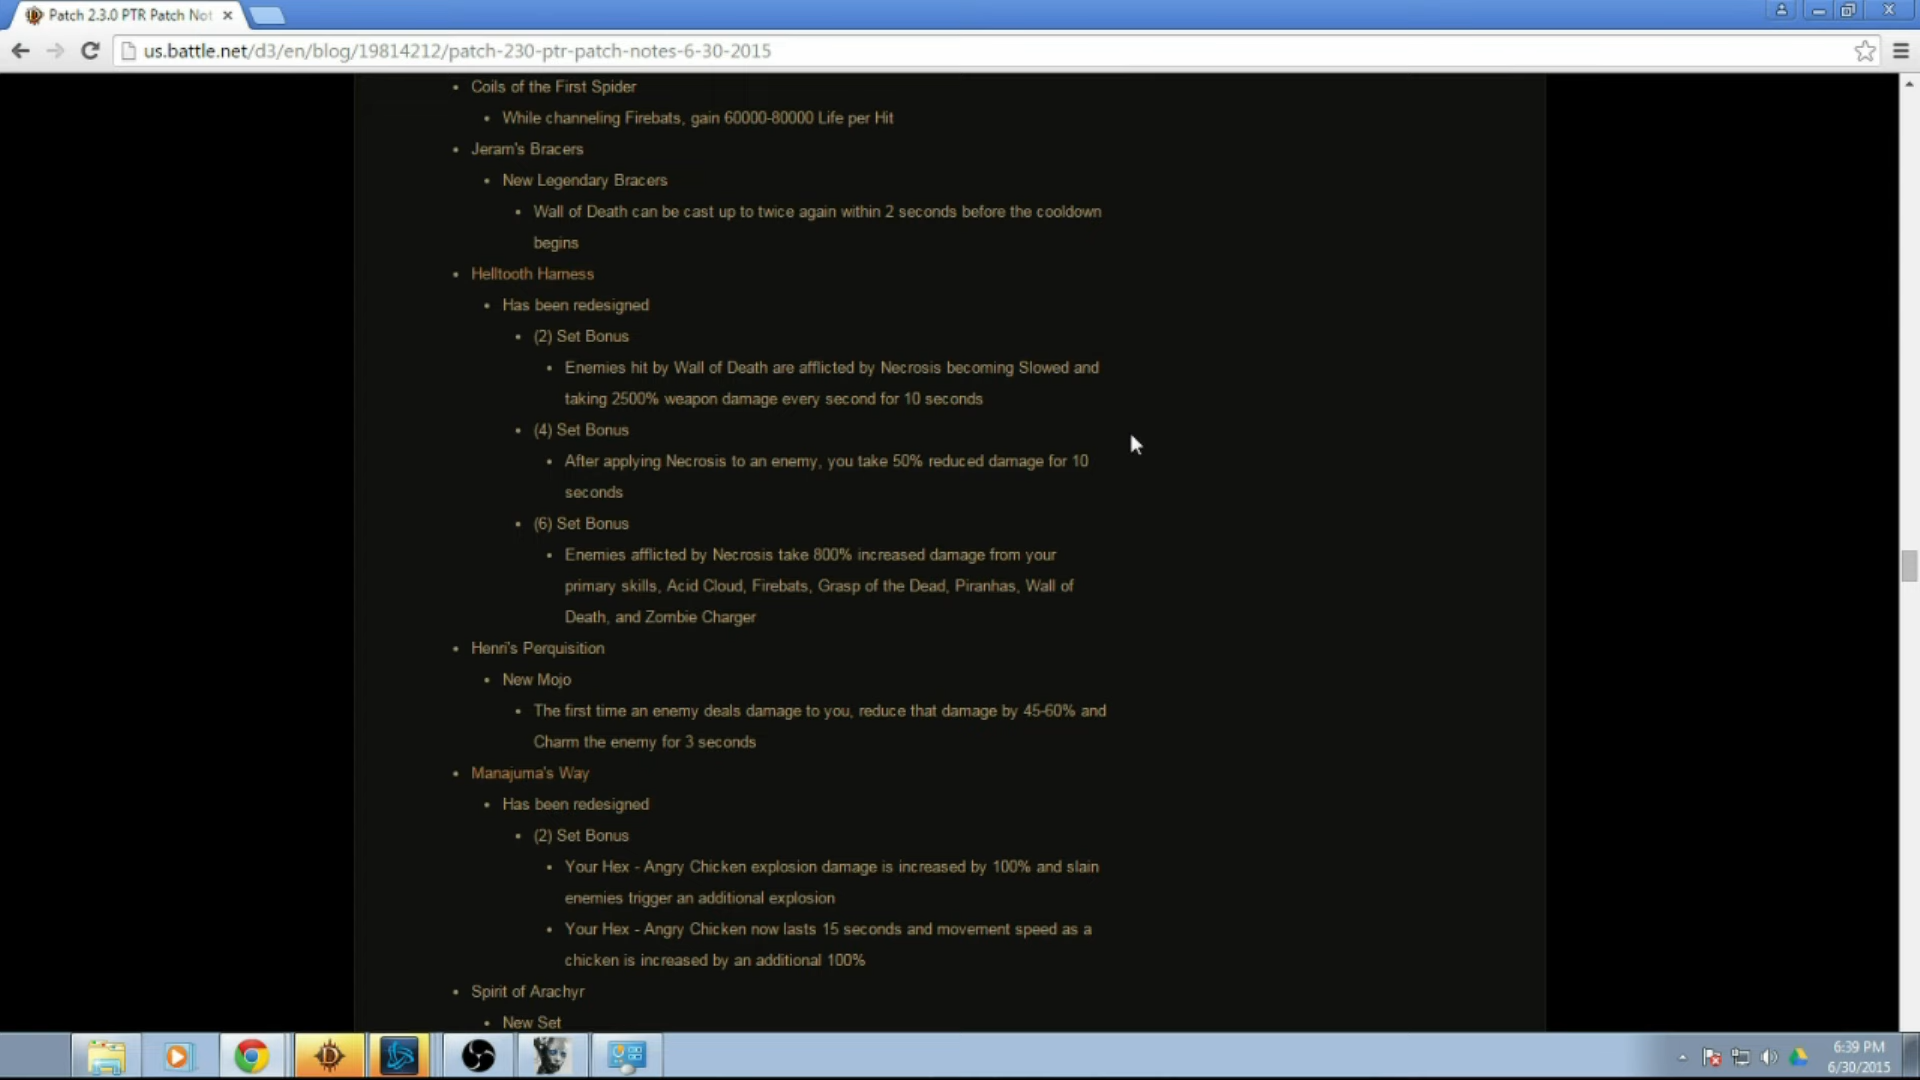 Patch 2.3.0 PTR Patch Not
us.battle.net/d3/en/blog/19814212/patch-230-ptr-patch-notes-6-30-2015
Coils of the First Spider
While channeling Firebats, gain 60000-80000 Life per Hit
Jeram's Bracers
New Legendary Bracers
Wall of Death can be cast up to twice again within 2 seconds before the cooldown
begins
Helltooth Harness
Has been redesigned
(2) Set Bonus
Enemies hit by Wall of Death are afflicted by Necrosis becoming Slowed and
taking 2500% weapon damage every second for 10 seconds
(4) Set Bonus
After applying Necrosis to an enemy, you take 50% reduced damage for 10
seconds
(6) Set Bonus
Enemies afflicted by Necrosis take 800% increased damage from your
primary skills, Acid Cloud, Firebats, Grasp of the Dead, Piranhas, Wall of
Death, and Zombie Charger
Henri's Perquisition
New Mojo
The first time an enemy deals damage to you, reduce that damage by 45-60% and
Charm the enemy for 3 seconds
Manajuma's Way
Has been redesigned
(2) Set Bonus
Your Hex - Angry Chicken explosion damage is increased by 100% and slain
enemies trigger an additional explosion
Your Hex - Angry Chicken now lasts 15 seconds and movement speed as a
chicken is increased by an additional 100%
Spirit of Arachyr
New Set
6:39 PM
6/30/2015